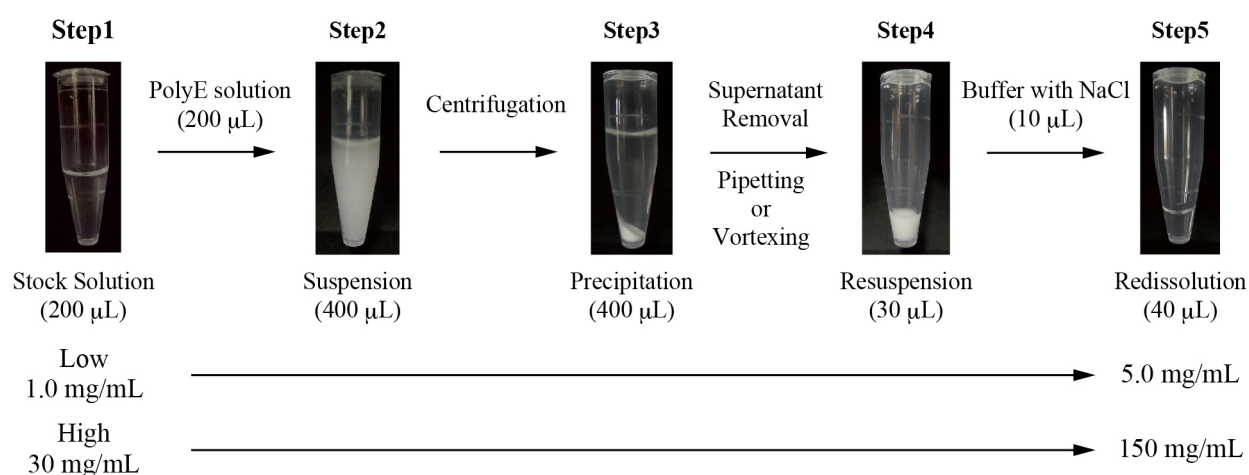 Step1
Step2
Step3
Step4
Step5
PolyE solution
(200 μL)
Centrifugation
Supernatant
Removal
Pipetting
or
Vortexing
Buffer with NaCl
(10 μL)
Stock Solution
(200 μL)
Suspension
(400 μL)
Precipitation
(400 μL)
Resuspension
(30 μL)
Redissolution
(40 μL)
Low
1.0 mg/mL
5.0 mg/mL
High
30 mg/mL
150 mg/mL